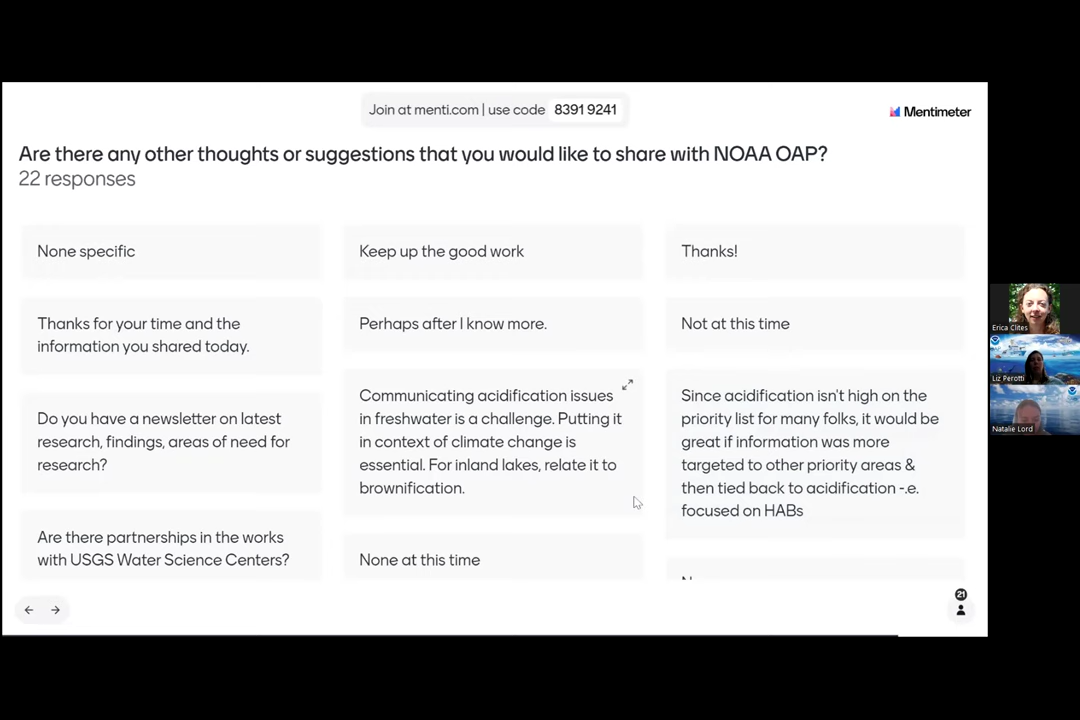 Join at menti.com | use code 8391 9241
Mentimeter
Are there any other thoughts or suggestions that you would like to share with NOAA OAP?
22 responses
None specific
Thanks for your time and the
information you shared today.
Do you have a newsletter on latest
research, findings, areas of need for
research?
Are there partnerships in the works
with USGS Water Science Centers?
Keep up the good work
Perhaps after I know more.
Communicating acidification issues
in freshwater is a challenge. Putting it
in context of climate change is
essential. For inland lakes, relate it to
brownification.
None at this time
Thanks!
Not at this time
Since acidification isn't high on the
priority list for many folks, it would be
great if information was more
targeted to other priority areas &
then tied back to acidification -.e.
focused on HABs
21
Erica Clites
Liz Perotti
Natalie Lord